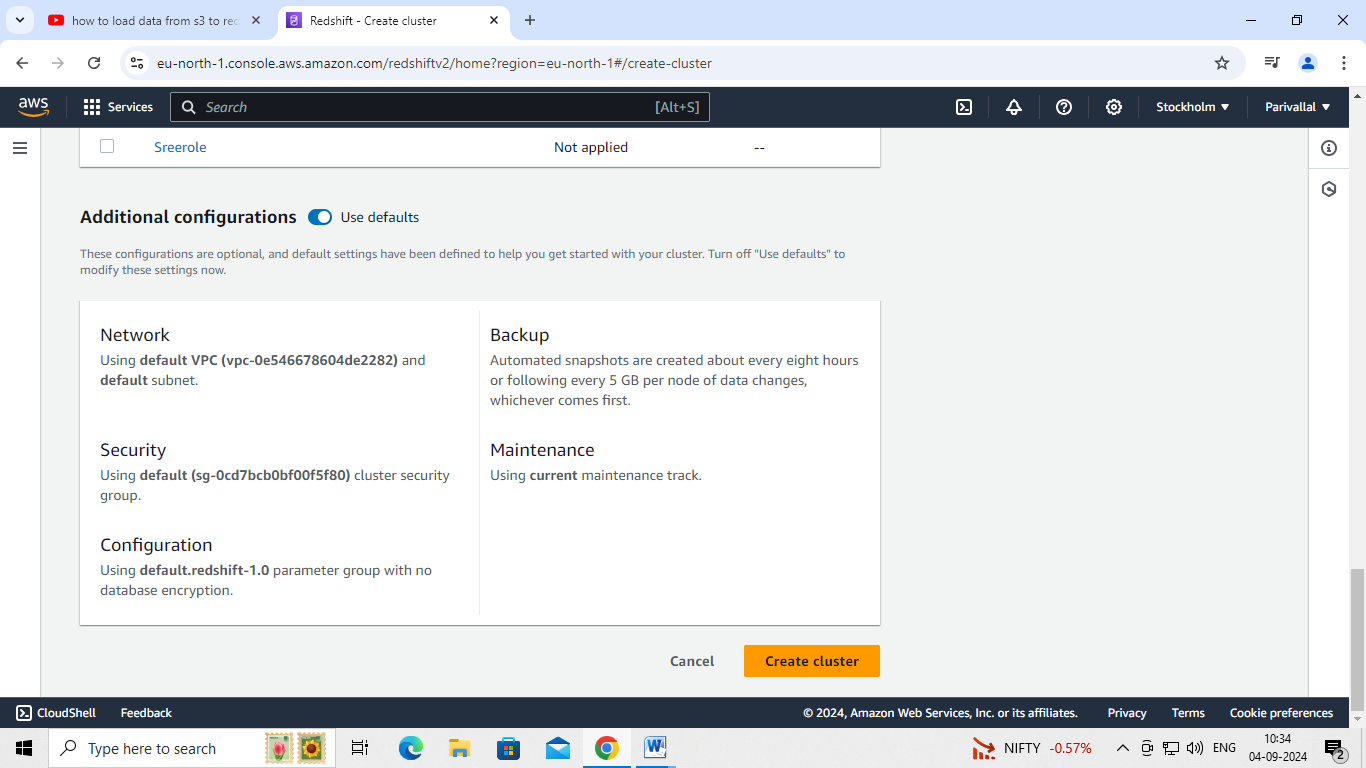 how to load data from s3 to red
Redshift - Create cluster
eu-north-1.console.aws.amazon.com/redshiftv2/home?region=eu-north-1#/create-cluster
aws
Services
Search
[Alt+S]
Stockholm
Parivallal
Sreerole
Not applied
--
Additional configurations
Use defaults
These configurations are optional, and default settings have been defined to help you get started with your cluster. Turn off "Use defaults" to
modify these settings now.
Network
Using default VPC (vpc-0e546678604de2282) and
default subnet.
Backup
Automated snapshots are created about every eight hours
or following every 5 GB per node of data changes,
whichever comes first.
Security
Using default (sg-0cd7bcb0bf00f5f80) cluster security
group.
Maintenance
Using current maintenance track.
Configuration
Using default.redshift-1.0 parameter group with no
database encryption.
Cancel
Create cluster
CloudShell
Feedback
© 2024, Amazon Web Services, Inc. or its affiliates.
Privacy
Terms
Cookie preferences
Type here to search
NIFTY -0.57%
ENG
10:34
04-09-2024
2